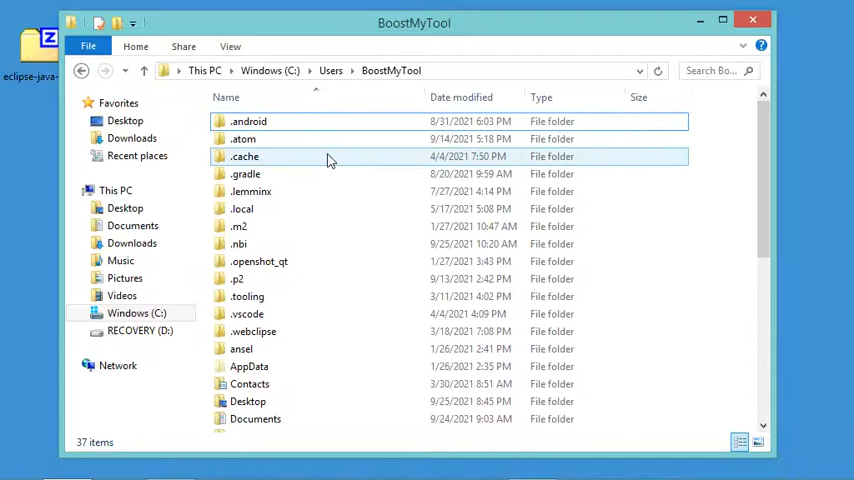 BoostMyTool
Z
eclipse-java-
File Home Share View
This PC Windows (C:) Users BoostMyTool
Search Bo...
Name Date modified Type Size
Favorites
Desktop
Downloads
Recent places
This PC
Desktop
Documents
Downloads
Music
Pictures
Videos
Windows (C:)
RECOVERY (D:)
Network
.android 8/31/2021 6:03 PM File folder
.atom 9/14/2021 5:18 PM File folder
.cache 4/4/2021 7:50 PM File folder
.gradle 8/20/2021 9:59 AM File folder
.lemminx 7/27/2021 4:14 PM File folder
.local 5/17/2021 5:08 PM File folder
.m2 1/27/2021 10:47 AM File folder
.nbi 9/25/2021 10:20 AM File folder
.openshot_qt 1/27/2021 3:43 PM File folder
.p2 9/13/2021 2:42 PM File folder
.tooling 3/11/2021 4:02 PM File folder
.vscode 4/4/2021 4:09 PM File folder
.webclipse 3/18/2021 7:08 PM File folder
ansel 1/26/2021 2:41 PM File folder
AppData 1/26/2021 2:35 PM File folder
Contacts 3/30/2021 8:51 AM File folder
Desktop 9/25/2021 8:45 PM File folder
Documents 9/24/2021 9:03 AM File folder
37 items